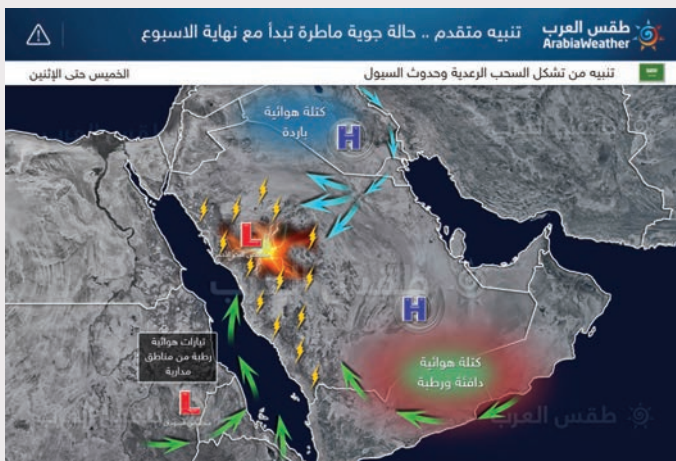 طقس العرب
ArabiaWeather
تنبيه متقدم .. حالة جوية ماطرة تبدأ مع نهاية الاسبوع
تنبيه من تشكل السحب الرعدية وحدوث السيول
الخميس حتى الإثنين
كتلة هوائية
باردة
H
L
H
طقس العرب
تيارات هوائية
رطبة من مناطق
مدارية
L
كتلة هوائية
دافئة ورطبة
طقس العرب